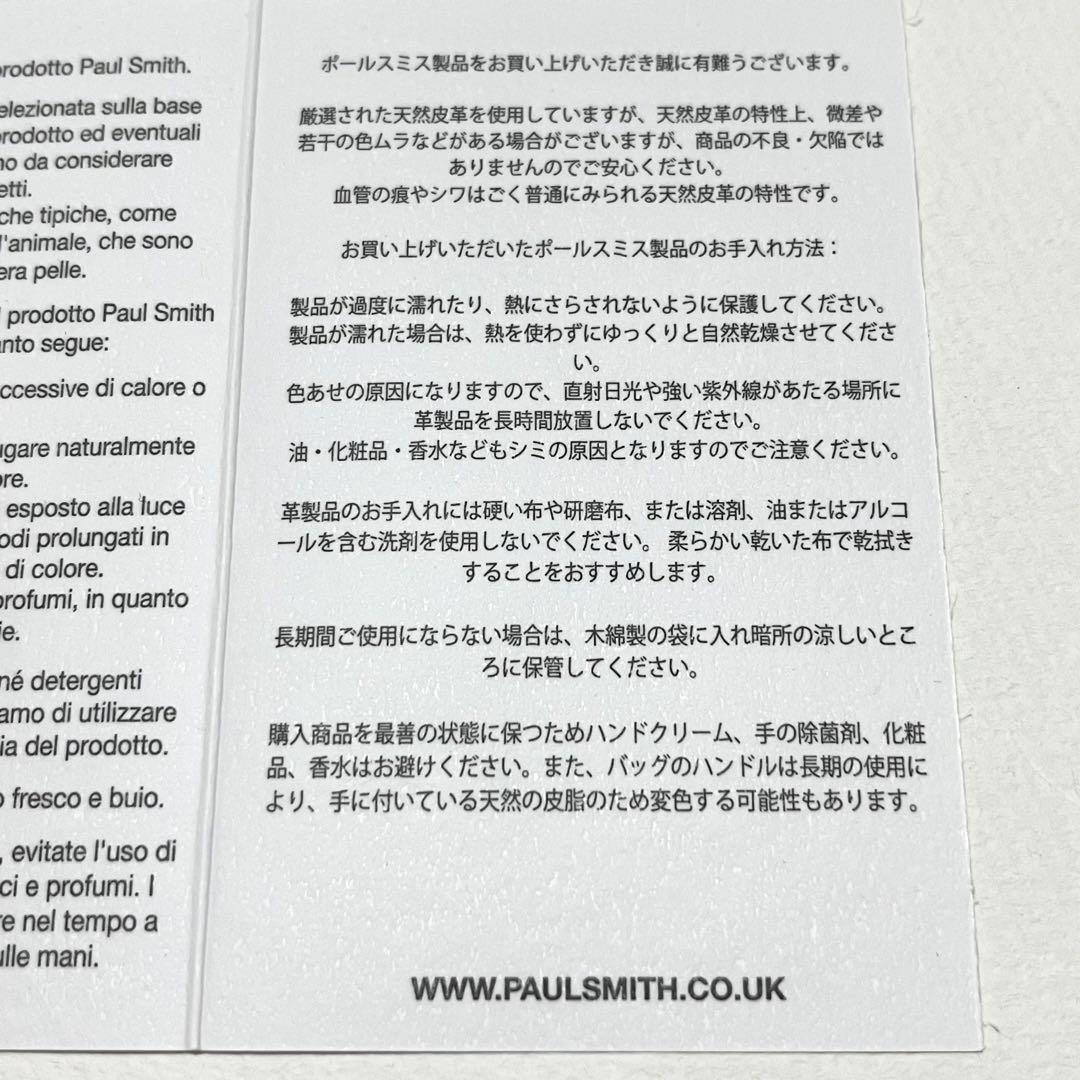 prodotto Paul Smith.
elezionata sulla base
prodotto ed eventuali
no da considerare
etti.
che tipiche, come
l'animale, che sono
era pelle.
l prodotto Paul Smith
anto segue:
ccessive di calore o
ugare naturalmente
ore.
esposto alla luce
odi prolungati in
di colore.
profumi, in quanto
ie.
né detergenti
amo di utilizzare
ia del prodotto.
o fresco e buio.
, evitate l'uso di
ci e profumi. I
re nel tempo a
ulle mani.
ポールスミス製品をお買い上げいただき誠に有難うございます。
厳選された天然皮革を使用していますが、天然皮革の特性上、微差や
若干の色ムラなどがある場合がございますが、商品の不良・欠陥では
ありませんのでご安心ください。
血管の痕やシワはごく普通にみられる天然皮革の特性です。
お買い上げいただいたポールスミス製品のお手入れ方法：
製品が過度に濡れたり、熱にさらされないように保護してください。
製品が濡れた場合は、熱を使わずにゆっくりと自然乾燥させてくださ
い。
色あせの原因になりますので、直射日光や強い紫外線があたる場所に
革製品を長時間放置しないでください。
油・化粧品・香水などもシミの原因となりますのでご注意ください。
革製品のお手入れには硬い布や研磨布、または溶剤、油またはアルコ
ールを含む洗剤を使用しないでください。 柔らかい乾いた布で乾拭き
することをおすすめします。
長期間ご使用にならない場合は、木綿製の袋に入れ暗所の涼しいとこ
ろに保管してください。
購入商品を最善の状態に保つためハンドクリーム、手の除菌剤、化粧
品、香水はお避けください。また、バッグのハンドルは長期の使用に
より、手に付いている天然の皮脂のため変色する可能性もあります。
WWW.PAULSMITH.CO.UK